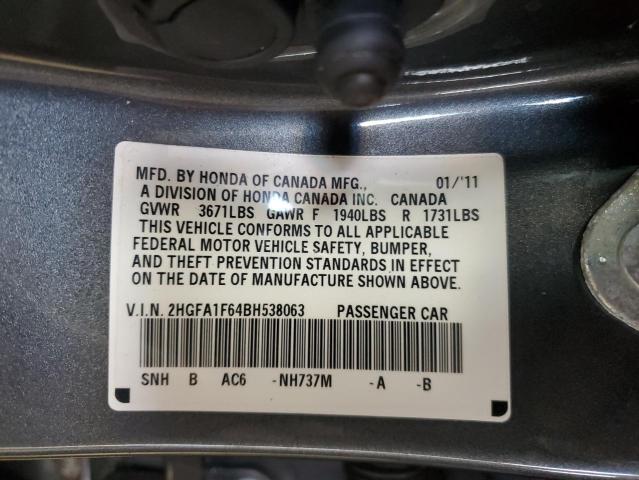 MFD. BY HONDA OF CANADA MFG., 01/'11
A DIVISION OF HONDA CANADA INC. CANADA
GVWR 3671LBS GAWR F 1940LBS R 1731LBS
THIS VEHICLE CONFORMS TO ALL APPLICABLE
FEDERAL MOTOR VEHICLE SAFETY, BUMPER,
AND THEFT PREVENTION STANDARDS IN EFFECT
ON THE DATE OF MANUFACTURE SHOWN ABOVE.
V.I.N. 2HGFA1F64BH538063 PASSENGER CAR
SNH B AC6 -NH737M -A -B